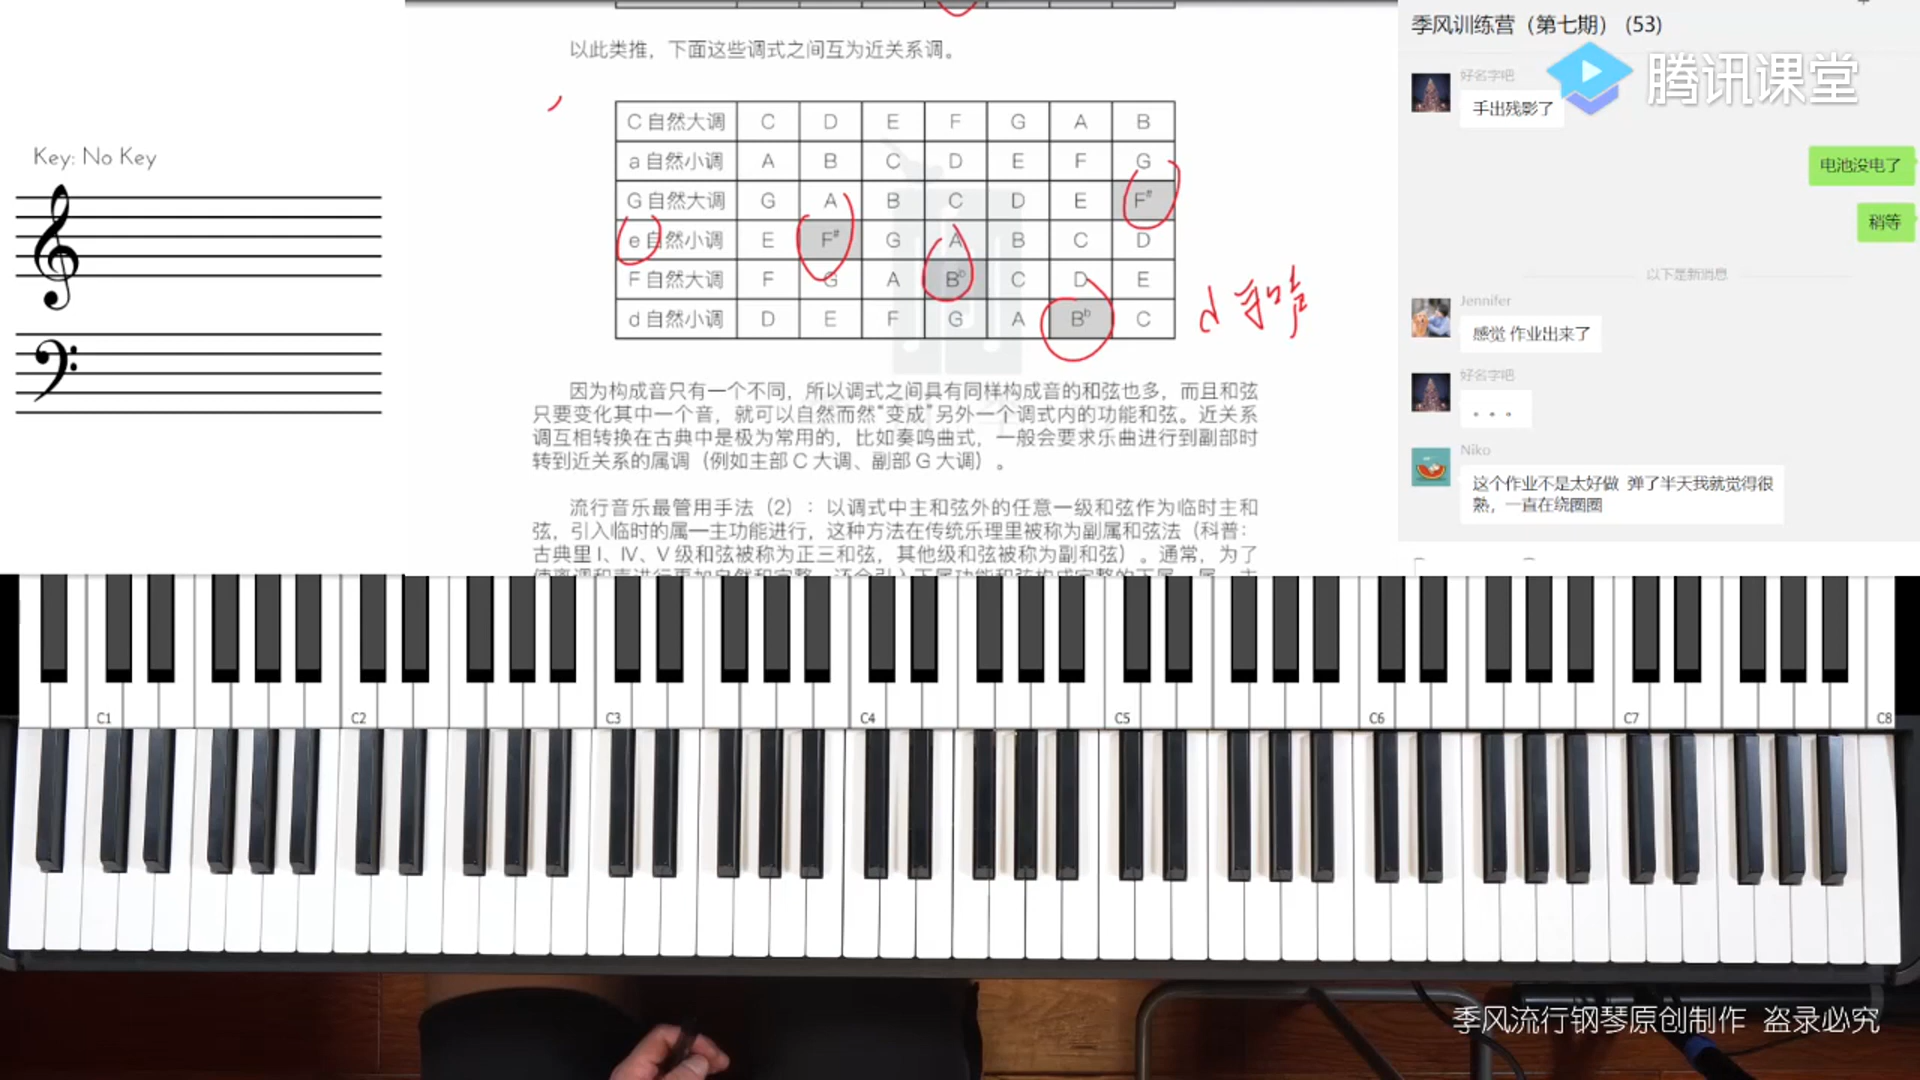 Key: No Key
以此类推，下面这些调式之间互为近关系调。
C 自然大调 C D E F G A B
a 自然小调 A B C D E F G
G 自然大调 G A B C D E F#
e 自然小调 E F# G A B C D
F 自然大调 F G A Bb C D E
d 自然小调 D E F G A Bb C
d 和声
因为构成音只有一个不同，所以调式之间具有同样构成音的和弦也多，而且和弦
只要变化其中一个音，就可以自然而然“变成”另外一个调式内的功能和弦。近关系
调互相转换在古典中是极为常用的，比如奏鸣曲式，一般会要求乐曲进行到副部时
转到近关系的属调（例如主部 C 大调、副部 G 大调）。
流行音乐最管用手法（2）：以调式中主和弦外的任意一级和弦作为临时主和
弦，引入临时的属—主功能进行，这种方法在传统乐理里被称为副属和弦法（科普：
古典里 I、IV、V 级和弦被称为正三和弦，其他级和弦被称为副和弦）。通常，为了
季风训练营（第七期） (53)
腾讯课堂
好名字吧
手出残影了
电池没电了
稍等
以下是新消息
Jennifer
感觉 作业出来了
好名字吧
。。。
Niko
这个作业不是太好做 弹了半天我就觉得很
熟，一直在绕圈圈
C1 C2 C3 C4 C5 C6 C7 C8
季风流行钢琴原创制作 盗录必究